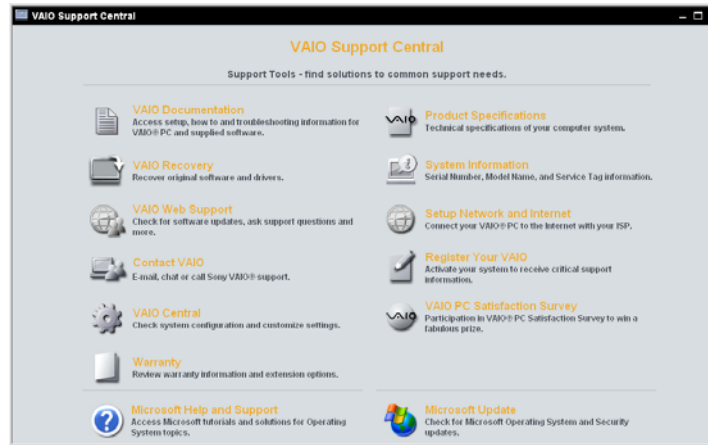 VAIO Support Central
VAIO Support Central
Support Tools - find solutions to common support needs.
VAIO Documentation
Access setup, how to and troubleshooting information for
VAIO® PC and supplied software.
VAIO Recovery
Recover original software and drivers.
VAIO Web Support
Check for software updates, ask support questions and
more.
Contact VAIO
E-mail, chat or call Sony VAIO® support.
VAIO Central
Check system configuration and customize settings.
Warranty
Review warranty information and extension options.
VAIO
Product Specifications
Technical specifications of your computer system.
System Information
Serial Number, Model Name, and Service Tag information.
Setup Network and Internet
Connect your VAIO® PC to the Internet with your ISP.
Register Your VAIO
Activate your system to receive critical support
information.
VAIO
VAIO PC Satisfaction Survey
Participation in VAIO® PC Satisfaction Survey to win a
fabulous prize.
Microsoft Help and Support
Access Microsoft tutorials and solutions for Operating
System topics.
Microsoft Update
Check for Microsoft Operating System and Security
updates.